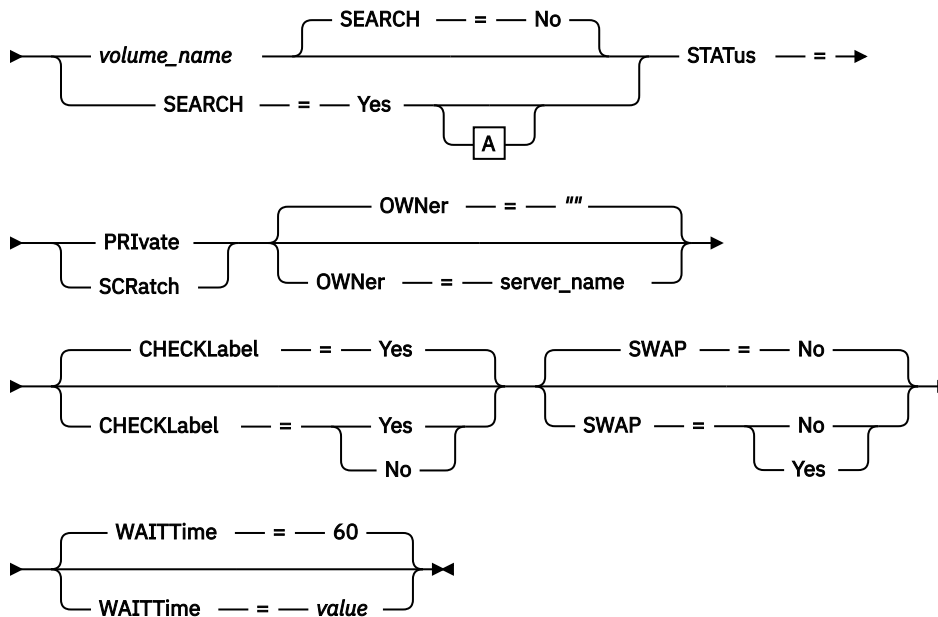 SEARCH = No
volume_name STATus =
SEARCH = Yes
A
OWNer = ""
PRIvate
SCRatch OWNer = server_name
CHECKLabel = Yes SWAP = No
CHECKLabel = Yes SWAP = No
No Yes
WAITTime = 60
WAITTime = value